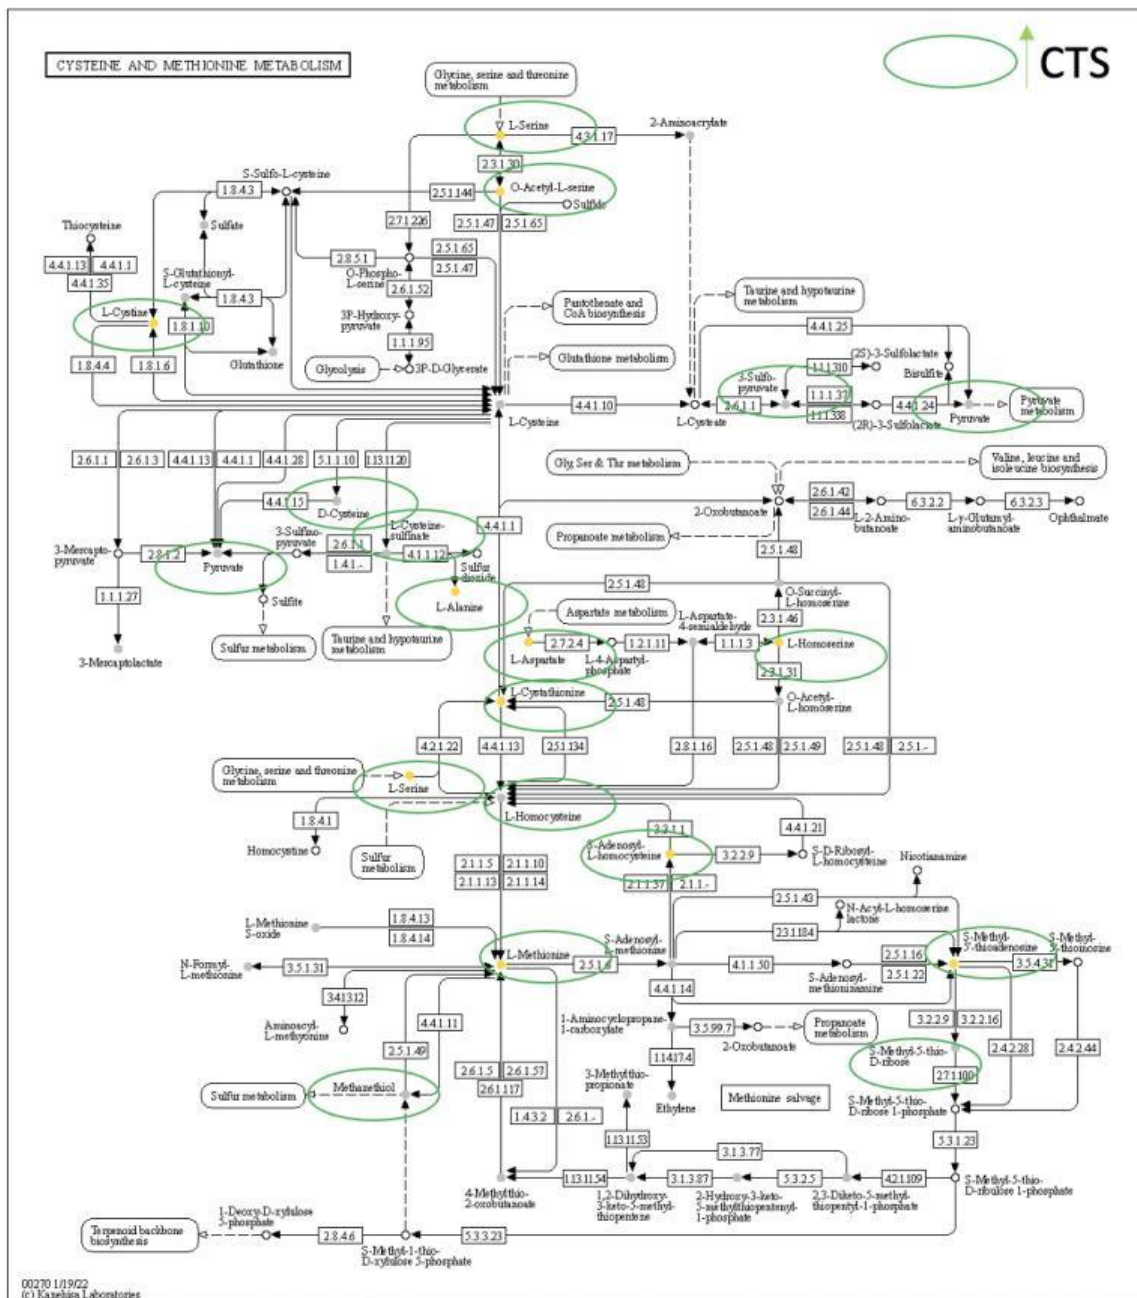 CTS
CYSTEINE AND METHIONINE METABOLISM
Glycine, serine and threonine
metabolism
L-Serine
4.3.1.17
2-Aminoacrylate
2.3.1.30
S-Sulfo-L-cysteine
1.8.4.3
2.5.1.144
O-Acetyl-L-serine
Sulfide
Sulfate
2.7.1.226
2.5.1.47
2.5.1.65
Thiocysteine
4.4.1.13
4.4.1.1
4.4.1.35
S-Glutathionyl-
L-cysteine
1.8.4.3
2.8.5.1
O-Phospho-
L-serine
2.5.1.65
2.5.1.47
2.6.1.52
3P-Hydroxy-
pyruvate
1.1.1.95
L-Cystine
1.8.1.10
1.8.4.4
1.8.1.6
Glutathione
Glycolysis
3P-D-Glycerate
Pantothenate and
CoA biosynthesis
Glutathione metabolism
Taurine and hypotaurine
metabolism
4.4.1.25
(2S)-3-Sulfolactate
1.1.1.310
Bisulfite
3-Sulfo-
pyruvate
1.1.1.37
L-Cysteine
4.4.1.10
L-Cysteate
2.6.1.1
1.1.1.338
(2R)-3-Sulfolactate
4.4.1.24
Pyruvate
Pyruvate
metabolism
2.6.1.1
2.6.1.3
4.4.1.13
4.4.1.1
4.4.1.28
5.1.1.10
1.13.11.20
Gly, Ser & Thr metabolism
Valine, leucine and
isoleucine biosynthesis
4.4.1.15
D-Cysteine
2-Oxobutanoate
2.6.1.42
2.6.1.44
L-2-Amino-
butanoate
6.3.2.2
L-γ-Glutamyl-
aminobutanoate
6.3.2.3
Ophthalmate
4.4.1.1
Propanoate metabolism
3-Mercapto-
pyruvate
2.8.1.2
Pyruvate
3-Sulfino-
pyruvate
2.6.1.1
1.4.1.-
L-Cysteine-
sulfinate
4.1.1.12
Sulfur
dioxide
2.5.1.48
1.1.1.27
Sulfite
L-Alanine
2.5.1.48
O-Succinyl-
L-homoserine
3-Mercaptolactate
Sulfur metabolism
Taurine and hypotaurine
metabolism
Aspartate metabolism
L-Aspartate-
4-semialdehyde
2.3.1.46
L-Aspartate
2.7.2.4
L-4-Aspartyl-
phosphate
1.2.1.11
1.1.1.3
L-Homoserine
2.3.1.31
L-Cystathionine
2.5.1.48
O-Acetyl-
L-homoserine
4.2.1.22
4.4.1.13
2.5.1.134
2.8.1.16
2.5.1.48
2.5.1.49
2.5.1.48
2.5.1.-
Glycine, serine and threonine
metabolism
L-Serine
L-Homocysteine
1.8.4.1
Homocystine
Sulfur
metabolism
2.1.1.5
2.1.1.10
2.1.1.13
2.1.1.14
3.3.1.1
S-Adenosyl-
L-homocysteine
3.2.2.9
4.4.1.21
S-D-Ribosyl-
L-homocysteine
2.1.1.37
2.1.1.-
Nicotianamine
2.5.1.43
N-Acyl-L-homoserine
lactone
2.3.1.184
L-Methionine
S-oxide
1.8.4.13
1.8.4.14
N-Formyl-
L-methionine
3.5.1.31
L-Methionine
2.5.1.6
S-Adenosyl-L-
methionine
4.1.1.50
S-Adenosyl-
methioninamine
2.5.1.16
2.5.1.22
S-Methyl-
5'-thioadenosine
3.5.4.31
S-Methyl-
5'-thioinosine
3.4.13.12
Aminoacyl-
L-methyonine
4.4.1.11
2.5.1.49
4.4.1.14
1-Aminocyclopropane-
1-carboxylate
3.5.99.7
2-Oxobutanoate
Propanoate
metabolism
3.2.2.9
3.2.2.16
2.4.2.28
2.4.2.44
1.14.17.4
Ethylene
S-Methyl-5-thio-
D-ribose
2.7.1.100
Sulfur metabolism
Methanethiol
2.6.1.5
2.6.1.57
2.6.1.117
1.4.3.2
2.6.1.-
3-Methylthio-
propionate
Methionine salvage
S-Methyl-5-thio-
D-ribose 1-phosphate
1.13.11.53
3.1.3.77
5.3.1.23
4-Methylthio-
2-oxobutanoate
1.13.11.54
1,2-Dihydroxy-
3-keto-5-methyl-
thiopentene
3.1.3.87
2-Hydroxy-3-keto-
5-methylthiopentenyl-
1-phosphate
5.3.2.5
2,3-Diketo-5-methyl-
thiopentyl-1-phosphate
4.2.1.109
S-Methyl-5-thio-
D-ribulose 1-phosphate
Terpenoid backbone
biosynthesis
1-Deoxy-D-xylulose
5-phosphate
2.8.4.6
S-Methyl-1-thio-
D-xylulose 5-phosphate
5.3.3.23
00270 1/19/22
(c) Kanehisa Laboratories